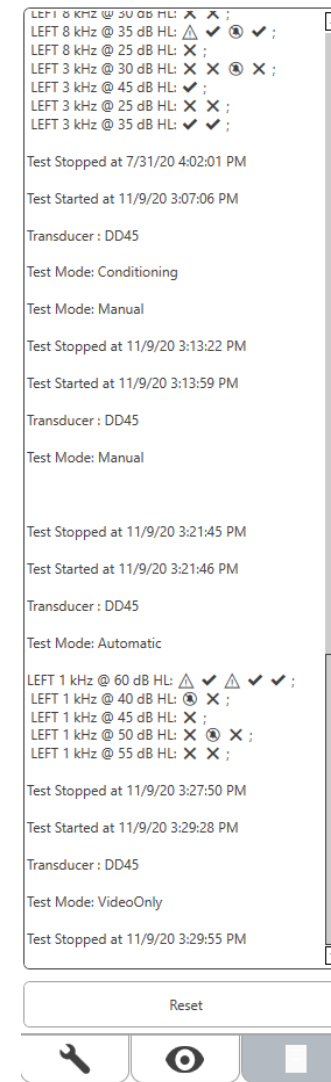 LEFT 8 kHz @ 30 dB HL: ✕ ✕ ;
LEFT 8 kHz @ 35 dB HL: ⚠ ✔ 🔕 ✔ ;
LEFT 8 kHz @ 25 dB HL: ✕ ;
LEFT 3 kHz @ 30 dB HL: ✕ ✕ 🔕 ✕ ;
LEFT 3 kHz @ 45 dB HL: ✔ ;
LEFT 3 kHz @ 25 dB HL: ✕ ✕ ;
LEFT 3 kHz @ 35 dB HL: ✔ ✔ ;
Test Stopped at 7/31/20 4:02:01 PM
Test Started at 11/9/20 3:07:06 PM
Transducer : DD45
Test Mode: Conditioning
Test Mode: Manual
Test Stopped at 11/9/20 3:13:22 PM
Test Started at 11/9/20 3:13:59 PM
Transducer : DD45
Test Mode: Manual
Test Stopped at 11/9/20 3:21:45 PM
Test Started at 11/9/20 3:21:46 PM
Transducer : DD45
Test Mode: Automatic
LEFT 1 kHz @ 60 dB HL: ⚠ ✔ ⚠ ✔ ✔ ;
LEFT 1 kHz @ 40 dB HL: 🔕 ✕ ;
LEFT 1 kHz @ 45 dB HL: ✕ ;
LEFT 1 kHz @ 50 dB HL: ✕ 🔕 ✕ ;
LEFT 1 kHz @ 55 dB HL: ✕ ✕ ;
Test Stopped at 11/9/20 3:27:50 PM
Test Started at 11/9/20 3:29:28 PM
Transducer : DD45
Test Mode: VideoOnly
Test Stopped at 11/9/20 3:29:55 PM
Reset